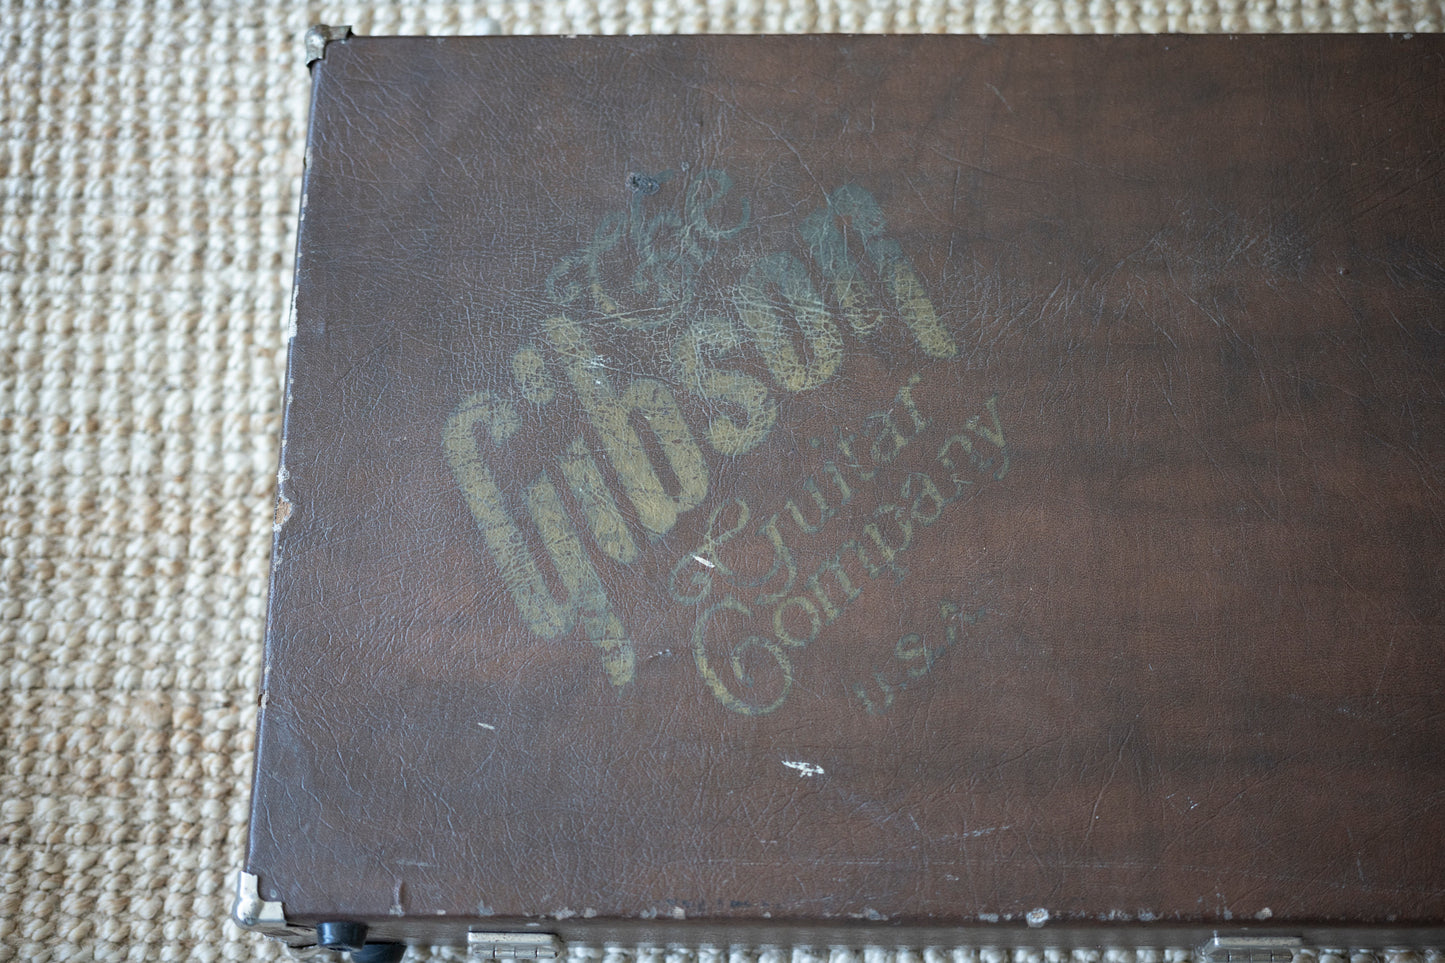 The
Gibson
Guitar
Company
U.S.A.